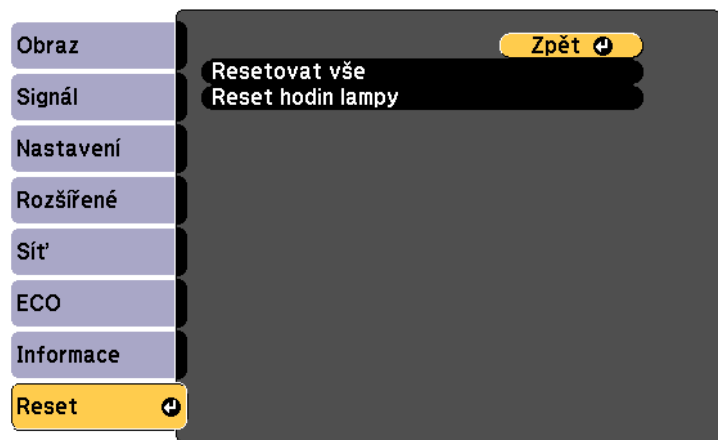 Obraz
Signál
Nastavení
Rozšířené
Síť
ECO
Informace
Reset
Zpět
Resetovat vše
Reset hodin lampy